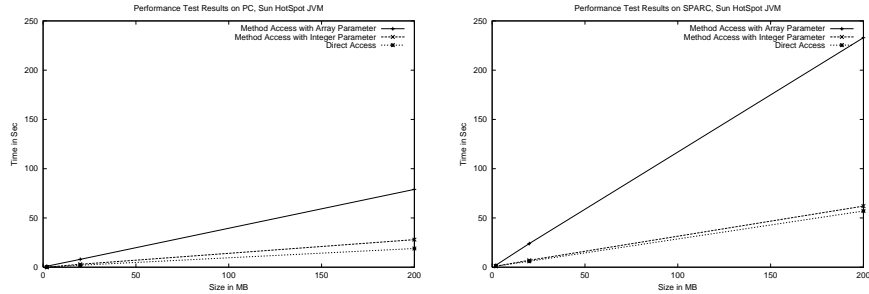 Performance Test Results on PC, Sun HotSpot JVM
250
200
150
100
50
0
Time in Sec
Method Access with Array Parameter
Method Access with Integer Parameter
Direct Access
0 50 100 150 200
Size in MB
Performance Test Results on SPARC, Sun HotSpot JVM
250
200
150
100
50
0
Time in Sec
Method Access with Array Parameter
Method Access with Integer Parameter
Direct Access
0 50 100 150 200
Size in MB